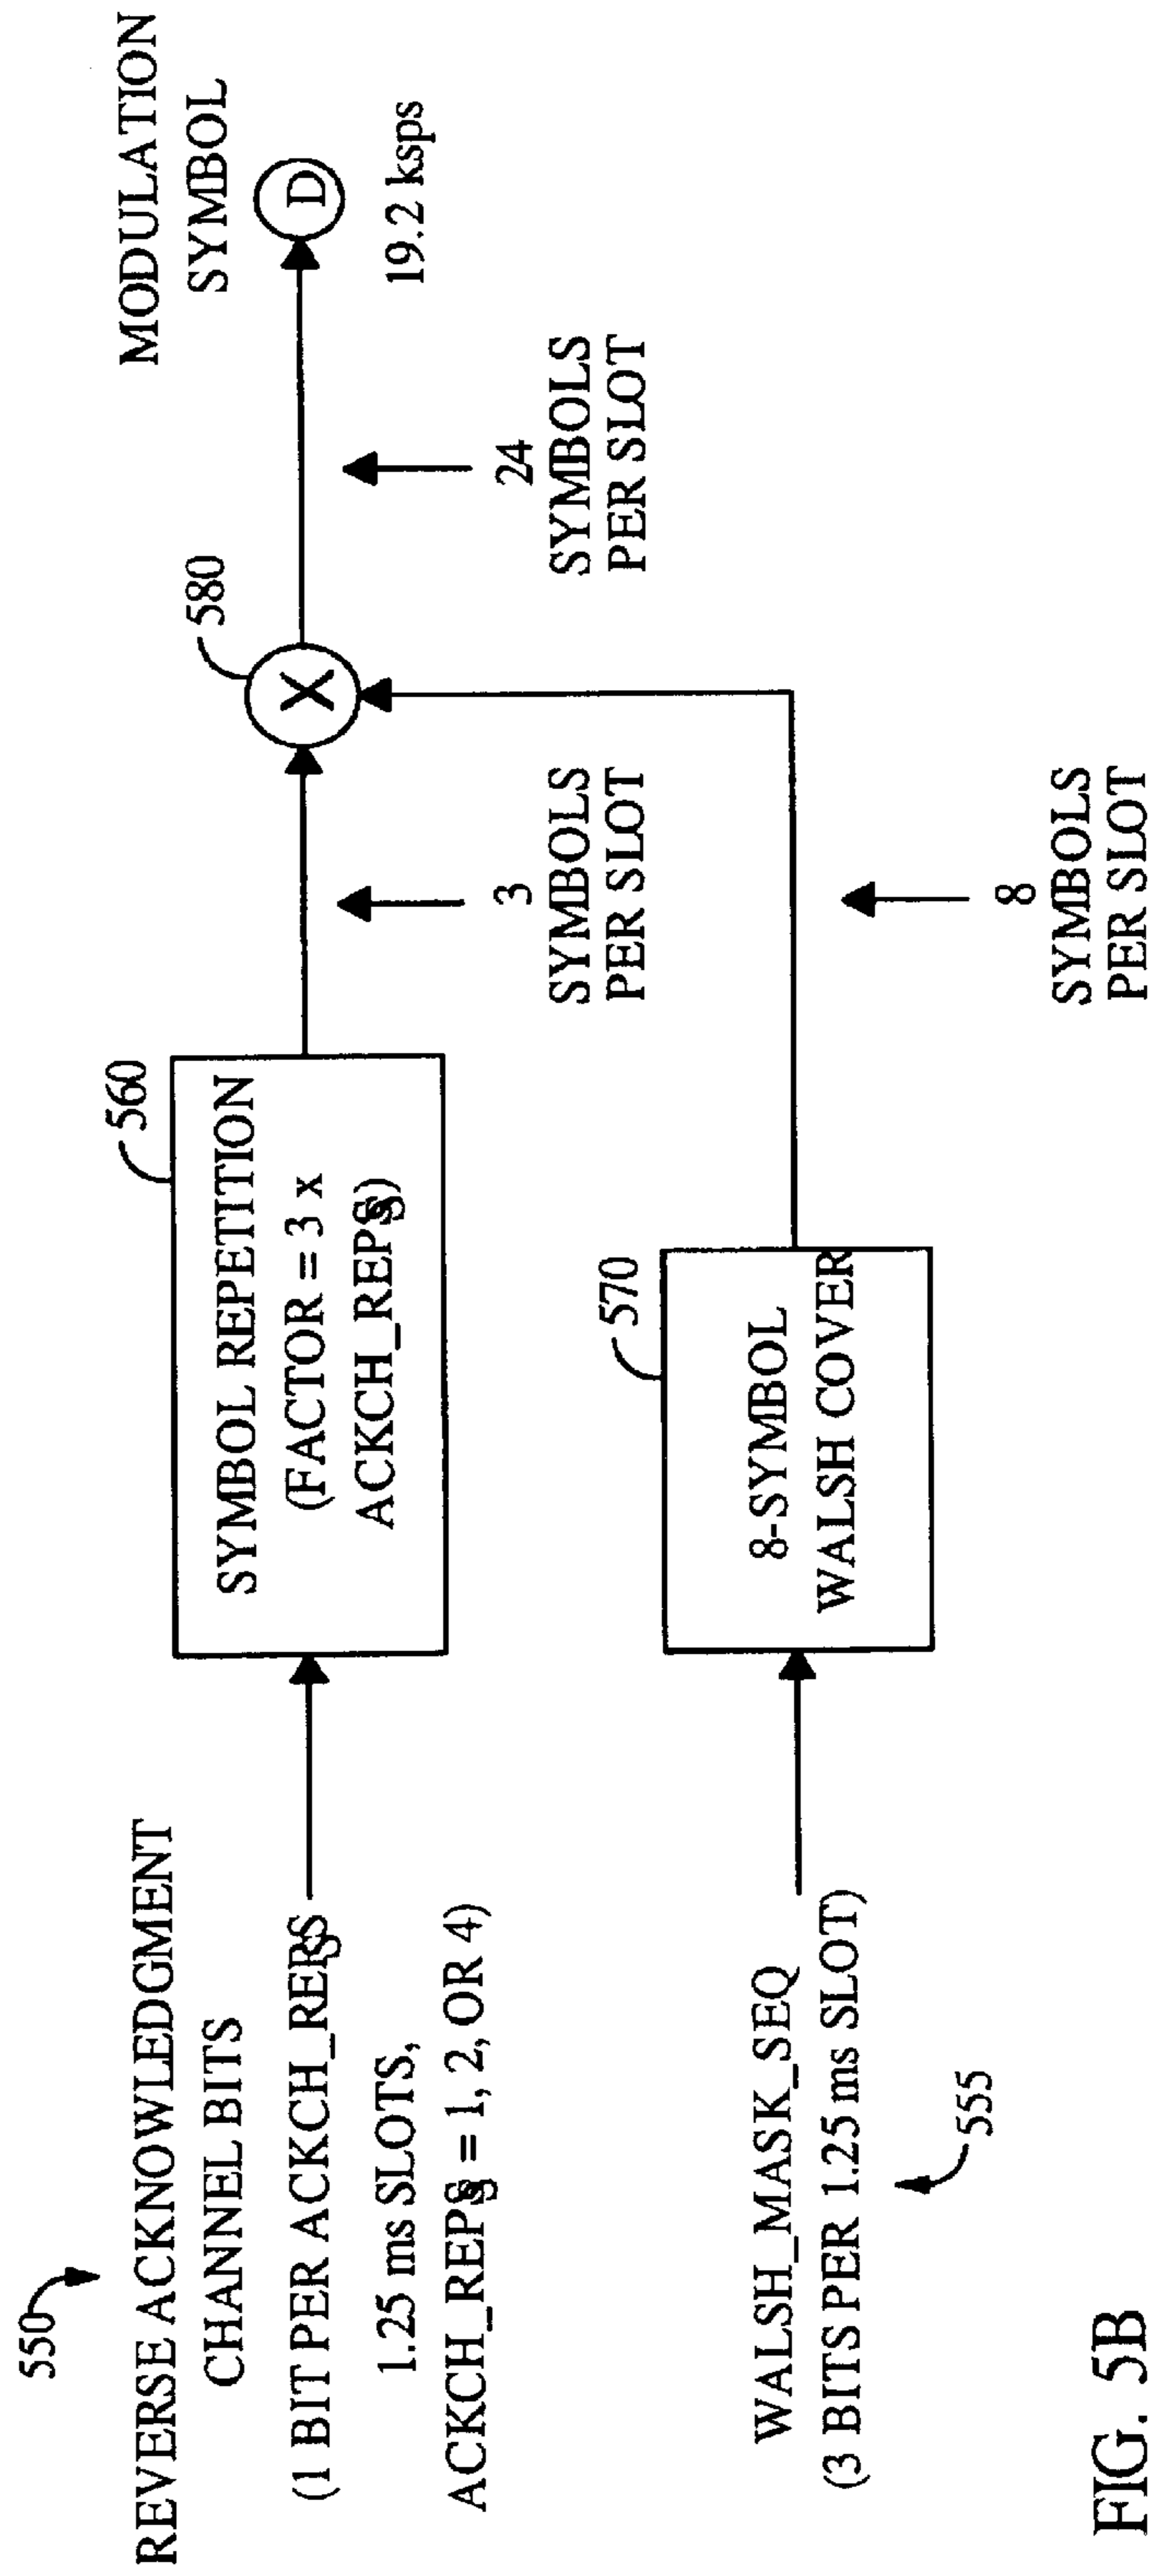 550
REVERSE ACKNOWLEDGMENT
CHANNEL BITS
(1 BIT PER ACKCH_REPS
1.25 ms SLOTS,
ACKCH_REPS = 1, 2, OR 4)
560
SYMBOL REPETITION
(FACTOR = 3 x
ACKCH_REPS)
3
SYMBOLS
PER SLOT
580
X
24
SYMBOLS
PER SLOT
MODULATION
SYMBOL
D
19.2 ksps
WALSH_MASK_SEQ
(3 BITS PER 1.25 ms SLOT)
555
570
8-SYMBOL
WALSH COVER
8
SYMBOLS
PER SLOT
FIG. 5B